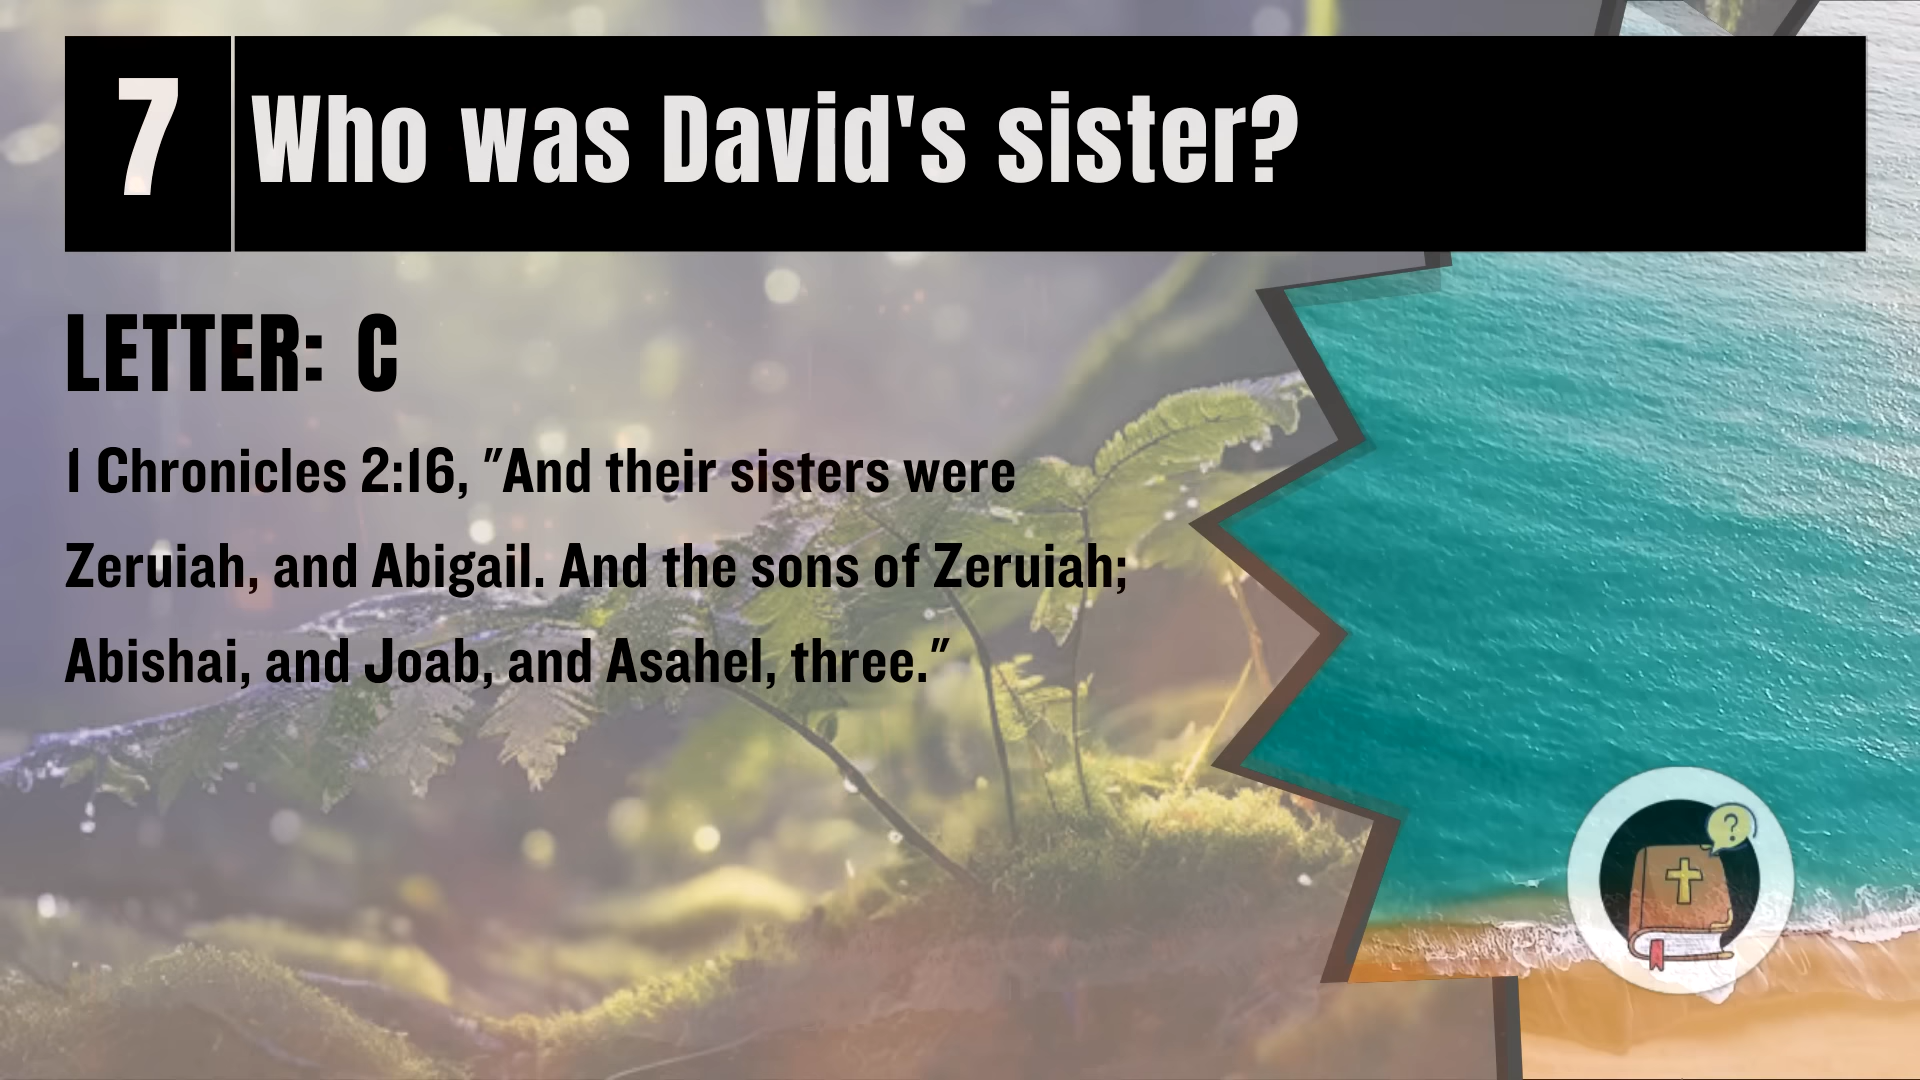 7
Who was David's sister?
LETTER: C
1 Chronicles 2:16, "And their sisters were
Zeruiah, and Abigail. And the sons of Zeruiah;
Abishai, and Joab, and Asahel, three."
?